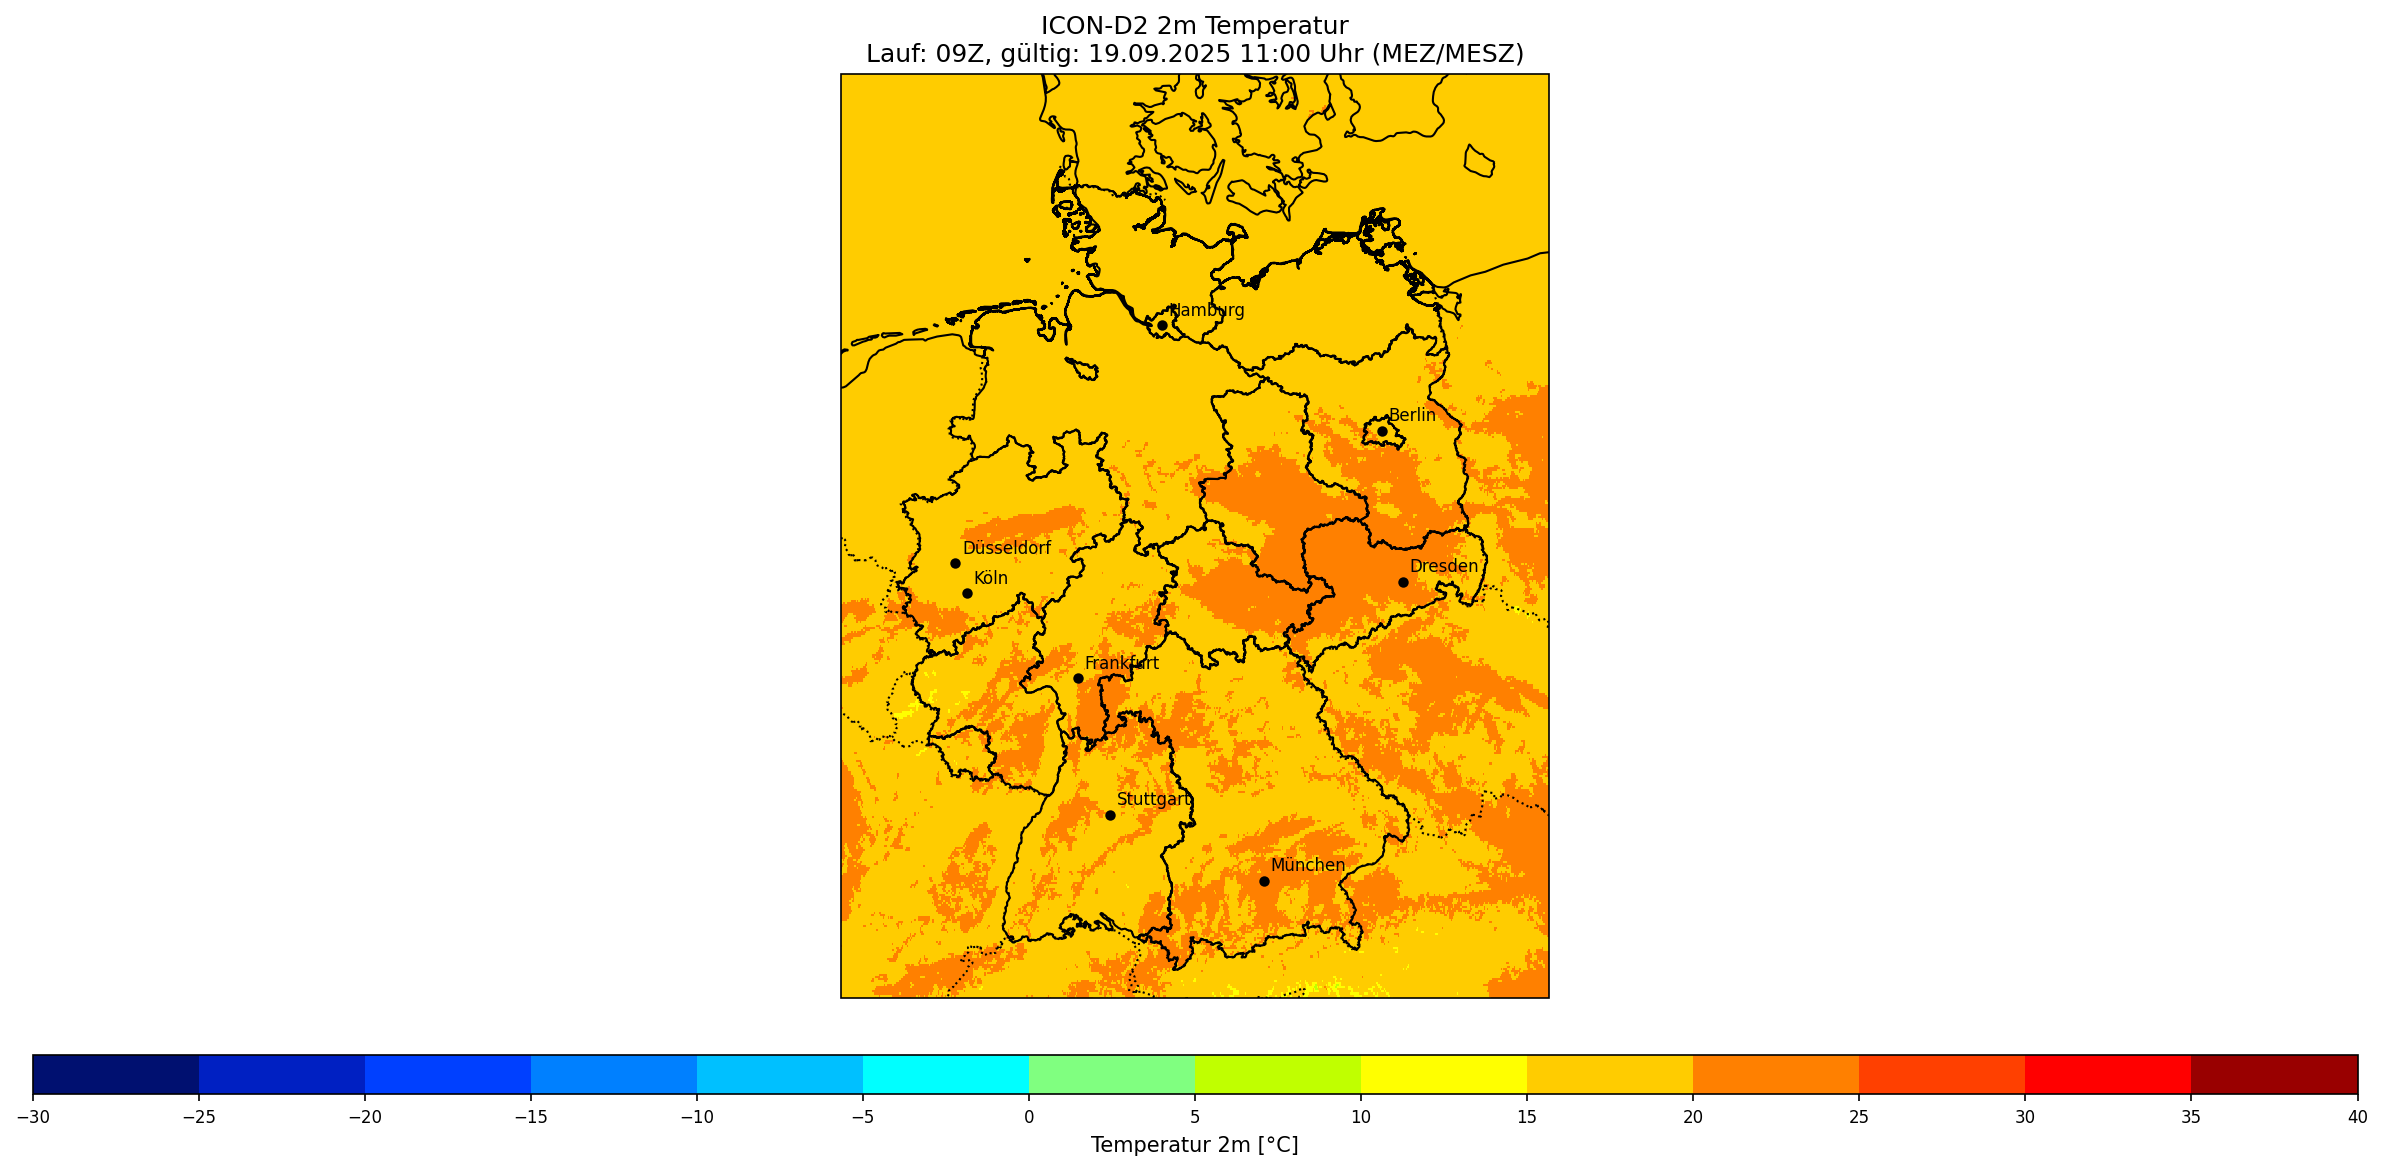 ICON-D2 2m Temperatur
Lauf: 09Z, gültig: 19.09.2025 11:00 Uhr (MEZ/MESZ)
Hamburg
Berlin
Düsseldorf
Dresden
Köln
Frankfurt
Stuttgart
München
−30 −25 −20 −15 −10 −5 0 5 10 15 20 25 30 35 40
Temperatur 2m [°C]